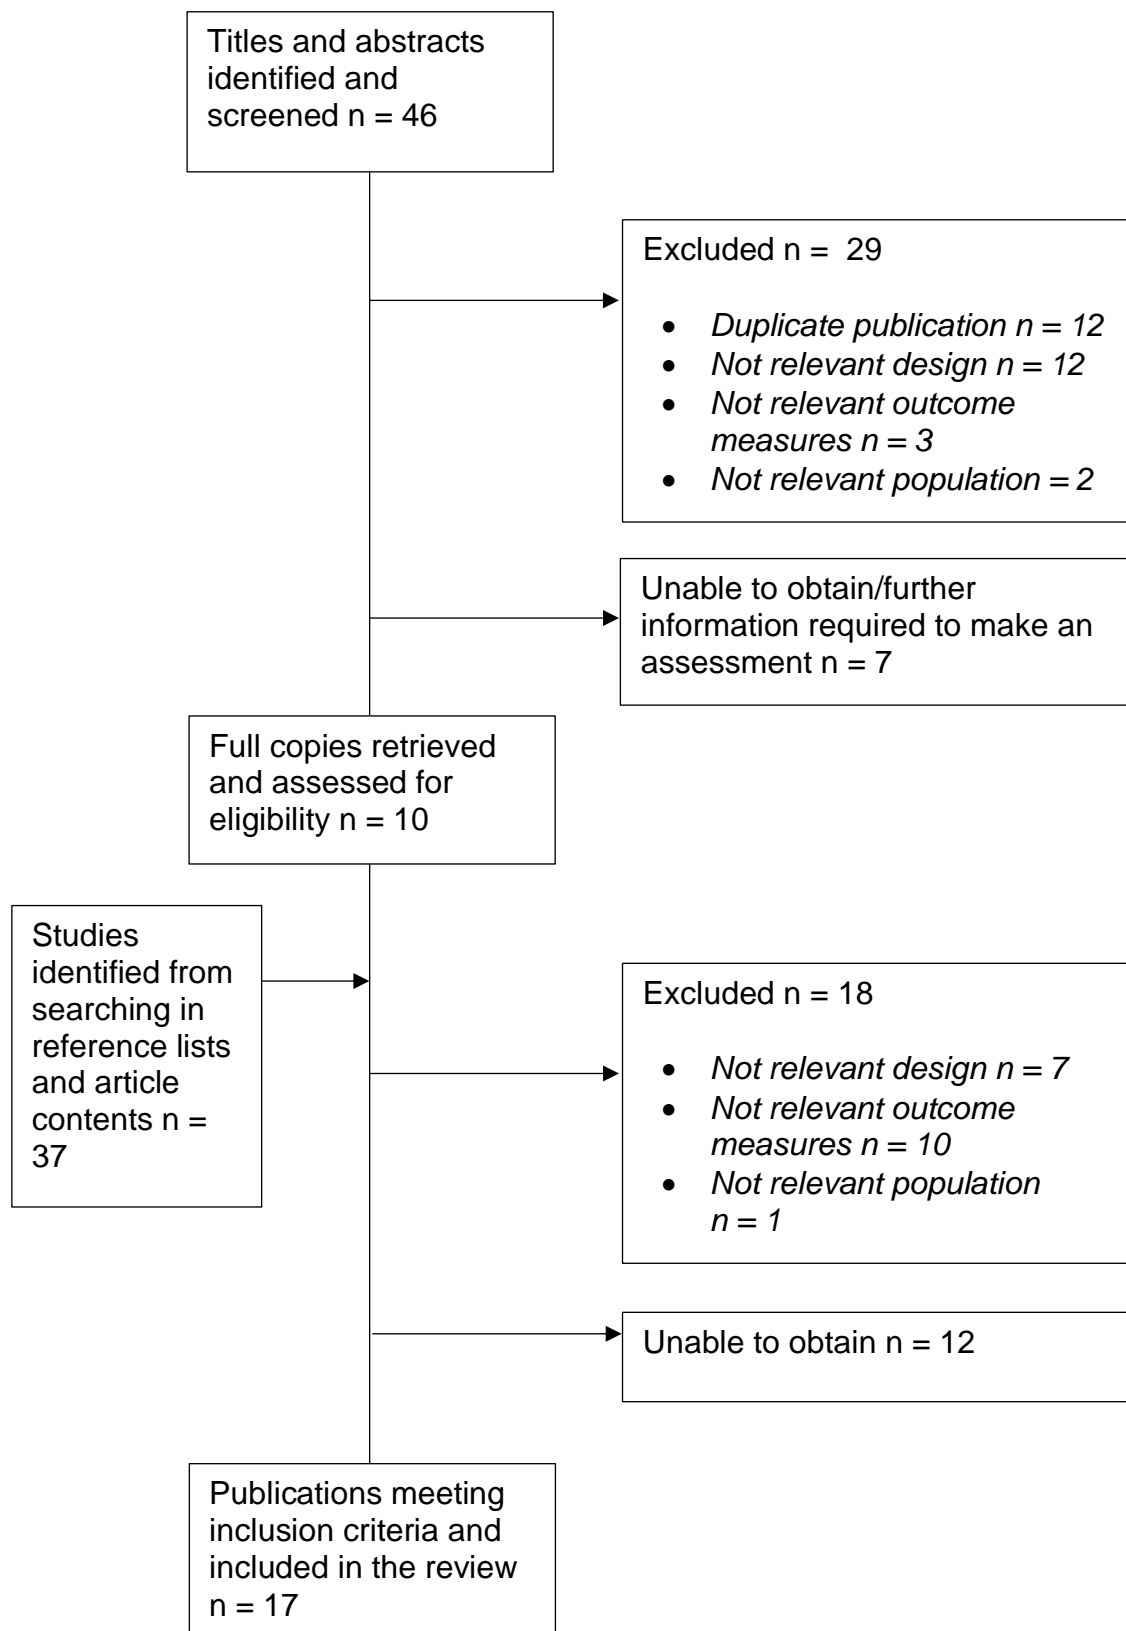 Titles and abstracts
identified and
screened n = 46
Excluded n =  29
• Duplicate publication n = 12
• Not relevant design n = 12
• Not relevant outcome
measures n = 3
• Not relevant population = 2
Unable to obtain/further
information required to make an
assessment n = 7
Full copies retrieved
and assessed for
eligibility n = 10
Studies
identified from
searching in
reference lists
and article
contents n =
37
Excluded n = 18
• Not relevant design n = 7
• Not relevant outcome
measures n = 10
• Not relevant population
n = 1
Unable to obtain n = 12
Publications meeting
inclusion criteria and
included in the review
n = 17